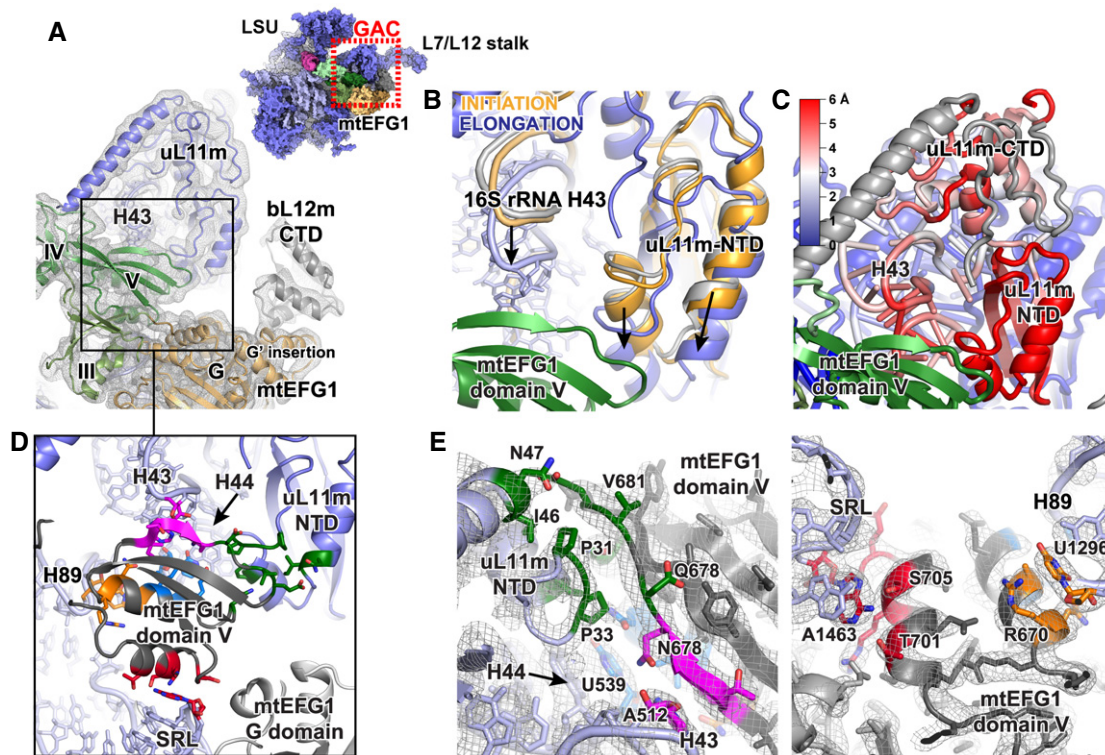 A
LSU
GAC
L7/L12 stalk
mtEFG1
uL11m
H43
bL12m
CTD
IV
V
III
G
G' insertion
mtEFG1
B
INITIATION
ELONGATION
16S rRNA H43
uL11m-NTD
mtEFG1
domain V
C
6 Å
5
4
3
2
1
0
uL11m-CTD
H43
uL11m
NTD
mtEFG1
domain V
D
H43
H44
uL11m
NTD
H89
mtEFG1
domain V
mtEFG1
G domain
SRL
E
N47
V681
mtEFG1
domain V
I46
P31
uL11m
NTD
Q678
P33
N678
H44
U539
A512
H43
SRL
H89
U1296
S705
A1463
T701
R670
mtEFG1
domain V